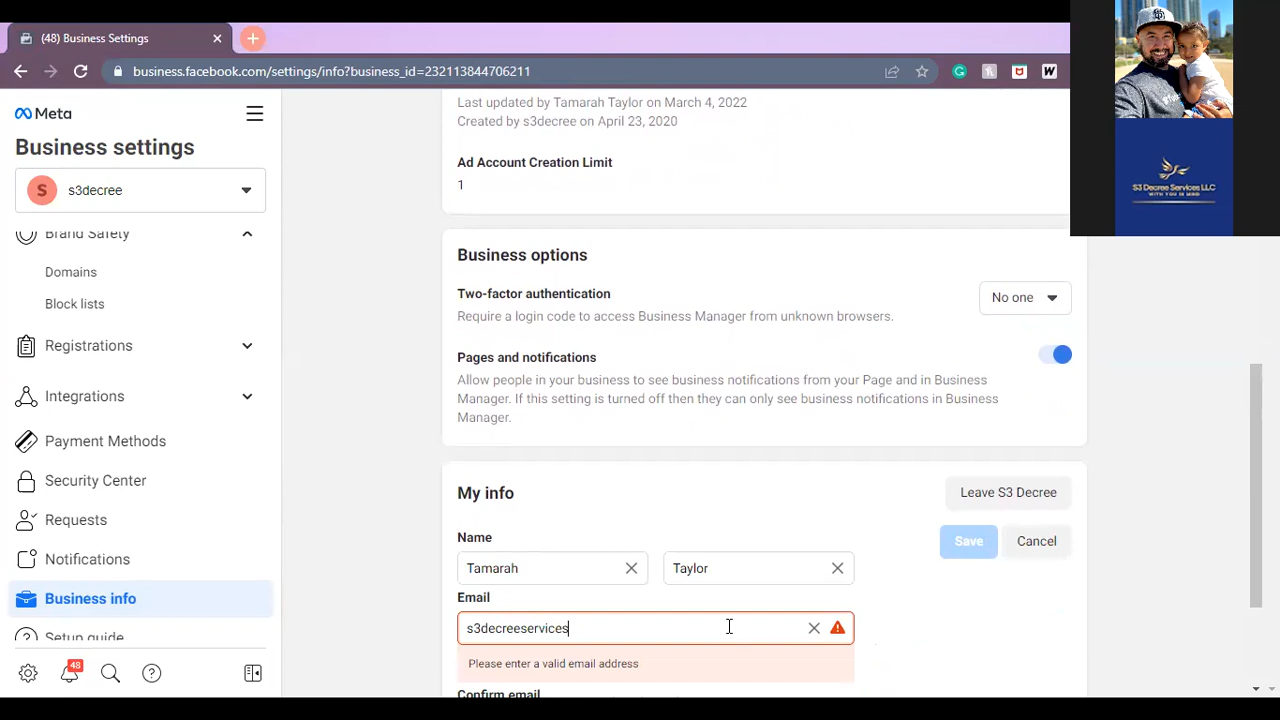 (48) Business Settings
business.facebook.com/settings/info?business_id=232113844706211
W
Meta
Business settings
S s3decree
Brand Safety
Domains
Block lists
Registrations
Integrations
Payment Methods
Security Center
Requests
Notifications
Business info
Setup guide
48
Last updated by Tamarah Taylor on March 4, 2022
Created by s3decree on April 23, 2020
Ad Account Creation Limit
1
Business options
Two-factor authentication
No one
Require a login code to access Business Manager from unknown browsers.
Pages and notifications
Allow people in your business to see business notifications from your Page and in Business
Manager. If this setting is turned off then they can only see business notifications in Business
Manager.
My info
Leave S3 Decree
Name
Save Cancel
Tamarah Taylor
Email
s3decreeservices
Please enter a valid email address
Confirm email
S3 Decree Services LLC
WITH YOU IN MIND